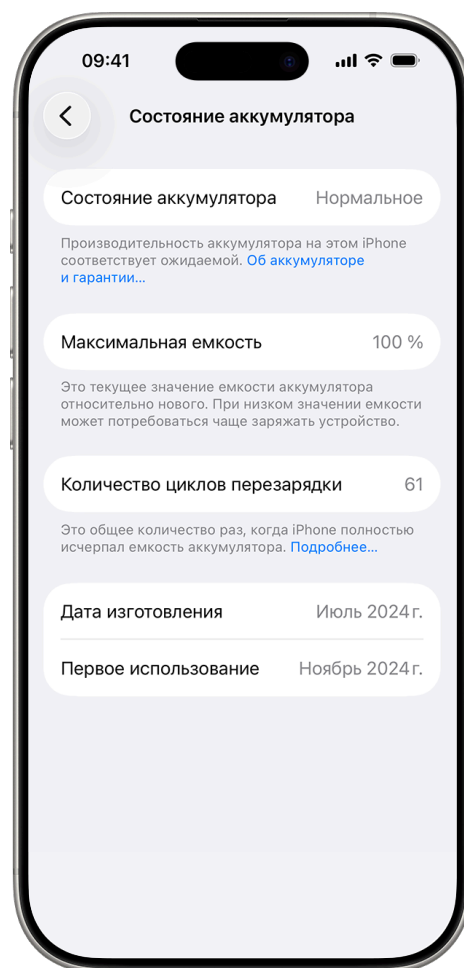 09:41
Состояние аккумулятора
Состояние аккумулятора Нормальное
Производительность аккумулятора на этом iPhone
соответствует ожидаемой. Об аккумуляторе
и гарантии...
Максимальная емкость 100 %
Это текущее значение емкости аккумулятора
относительно нового. При низком значении емкости
может потребоваться чаще заряжать устройство.
Количество циклов перезарядки 61
Это общее количество раз, когда iPhone полностью
исчерпал емкость аккумулятора. Подробнее...
Дата изготовления Июль 2024 г.
Первое использование Ноябрь 2024 г.